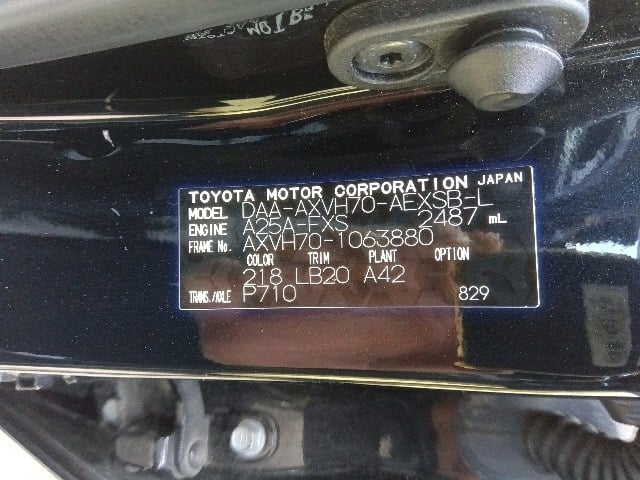 TOYOTA MOTOR CORPORATION JAPAN
MODEL DAA-AXVH70-AEXSB-L
ENGINE A25A-FXS 2487 mL
FRAME No. AXVH70-1063880
COLOR TRIM PLANT OPTION
218 LB20 A42
TRANS./AXLE P710 829